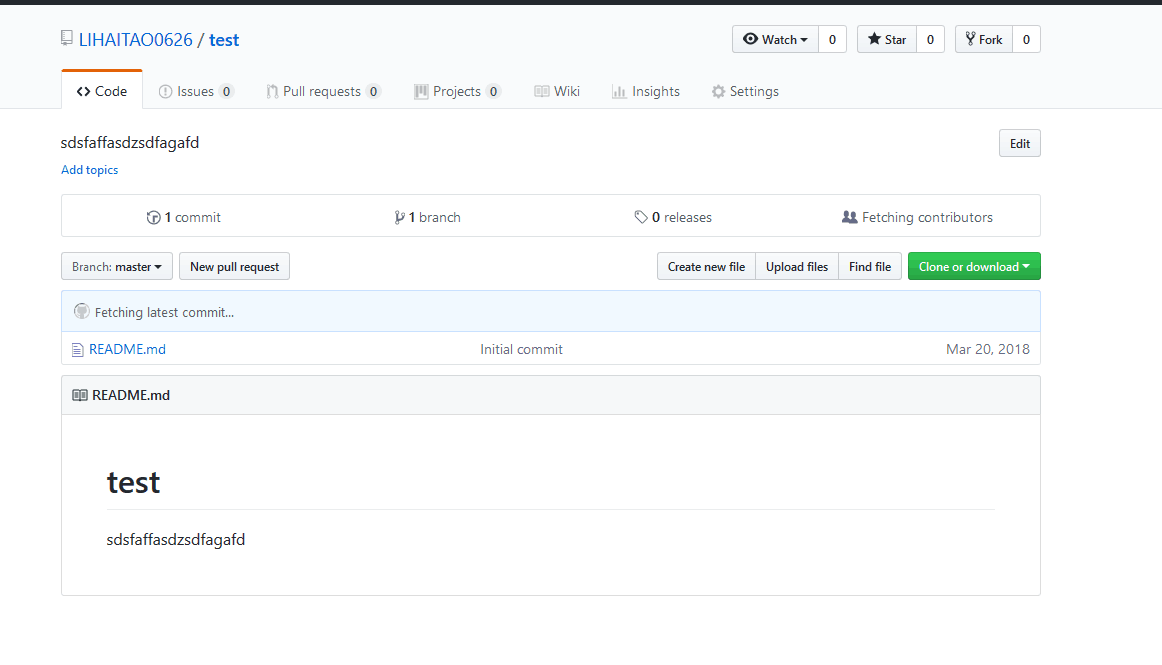 LIHAITAO0626 / test Watch 0 Star 0 Fork 0
Code Issues 0 Pull requests 0 Projects 0 Wiki Insights Settings
sdsfaffasdzsdfagafd Edit
Add topics
1 commit 1 branch 0 releases Fetching contributors
Branch: master New pull request Create new file Upload files Find file Clone or download
Fetching latest commit...
README.md Initial commit Mar 20, 2018
README.md
test
sdsfaffasdzsdfagafd